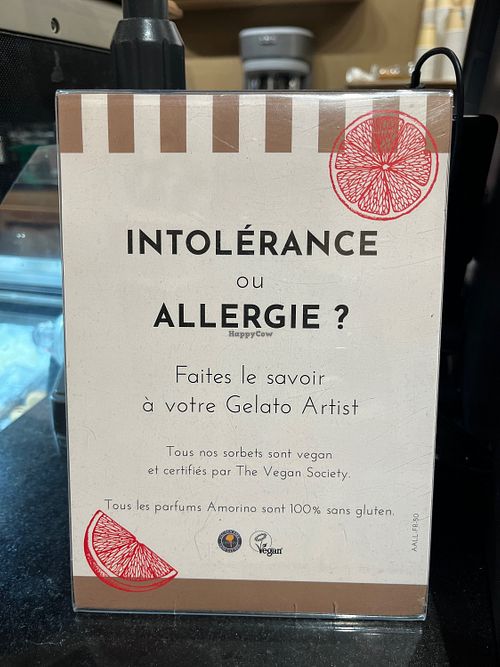 INTOLÉRANCE
ou
ALLERGIE ?
HappyCow
Faites le savoir
à votre Gelato Artist
Tous nos sorbets sont vegan
et certifiés par The Vegan Society.
Tous les parfums Amorino sont 100% sans gluten.
Vegan
AALL-FR-30